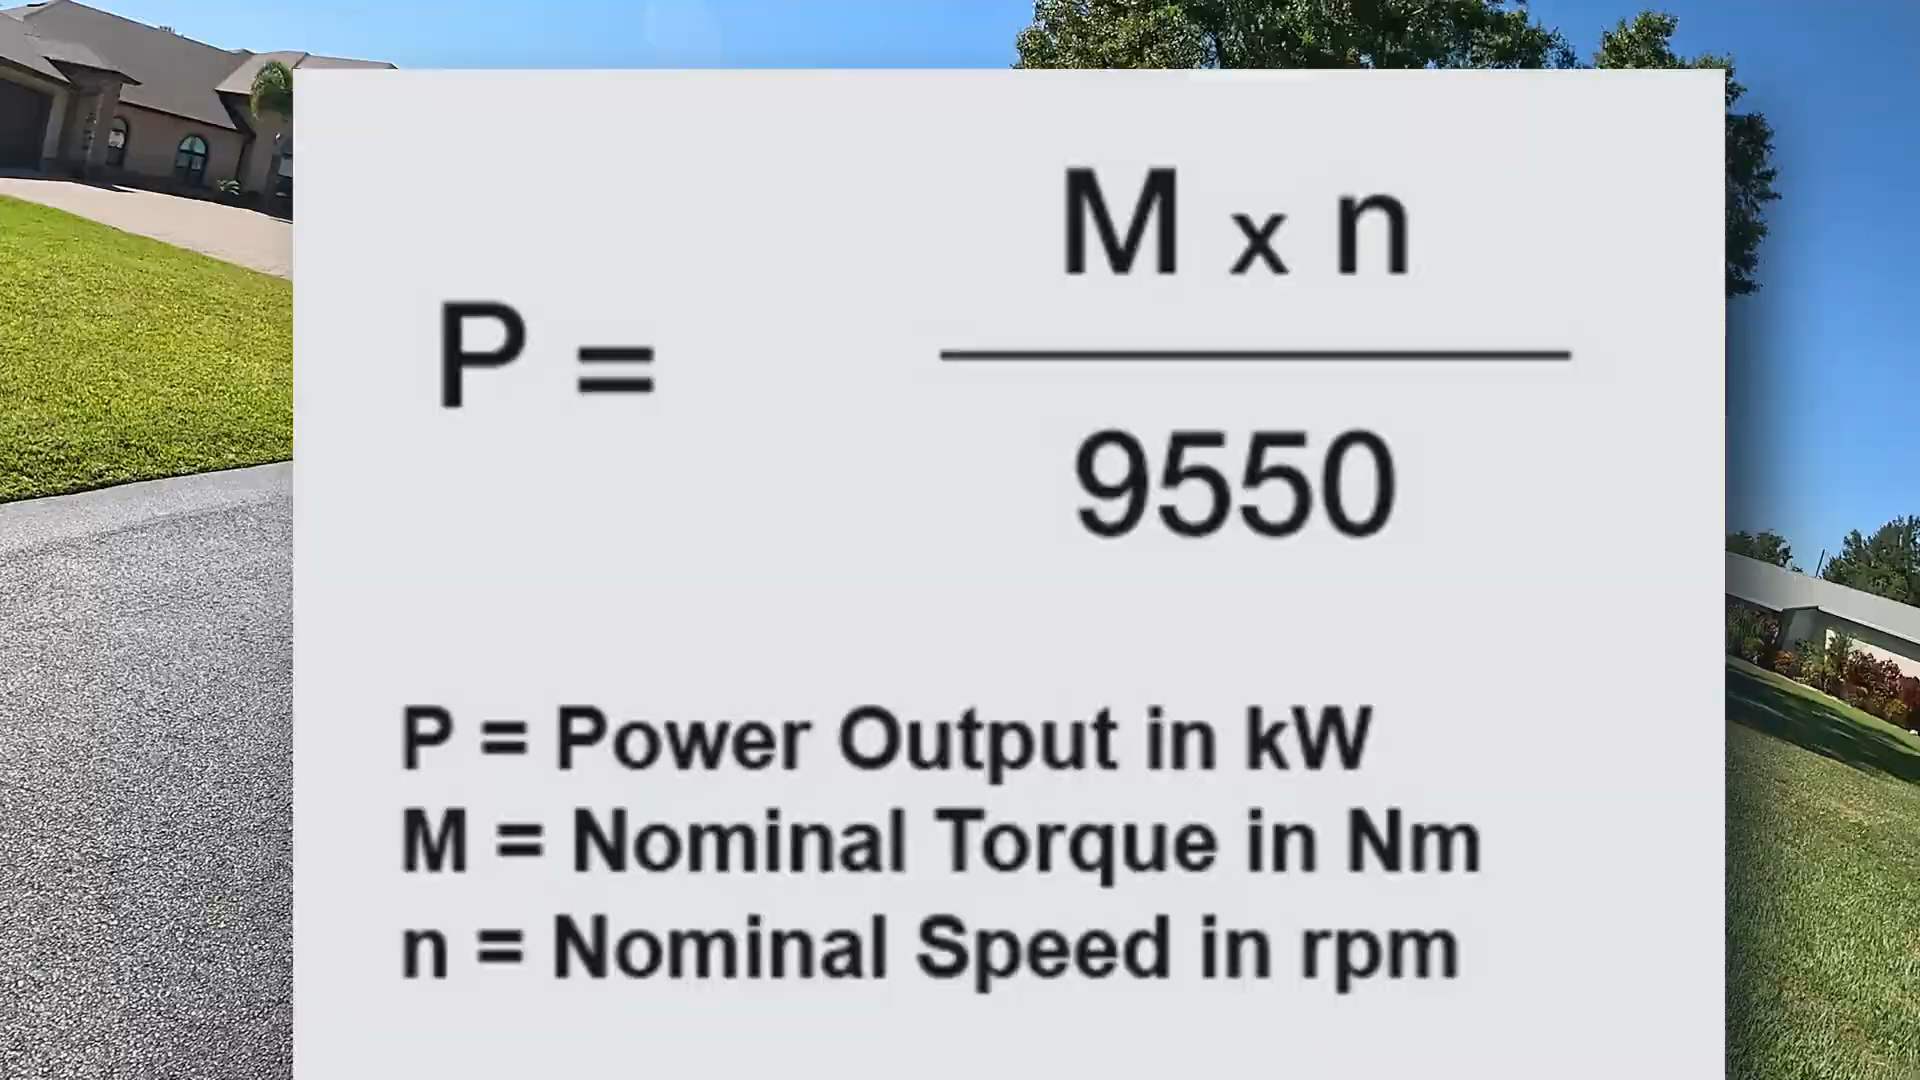 P = M x n
9550
P = Power Output in kW
M = Nominal Torque in Nm
n = Nominal Speed in rpm